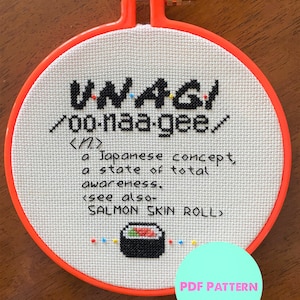 UNAGI
/oo·naa·gee/
<n.>
a Japanese concept,
a state of total
awareness.
<see also-
SALMON SKIN ROLL>
PDF PATTERN